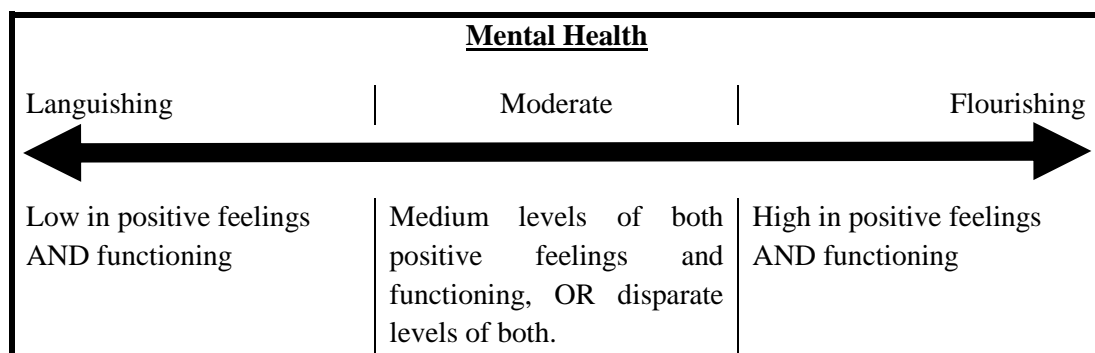 Mental Health
Languishing
Moderate
Flourishing
Low in positive feelings
AND functioning
Medium levels of both
positive feelings and
functioning, OR disparate
levels of both.
High in positive feelings
AND functioning